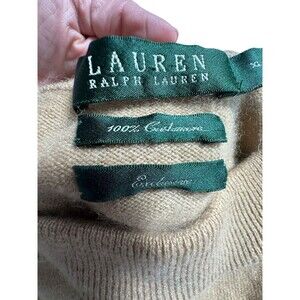 LAUREN
RALPH LAUREN
100% Cashmere
Exclusive